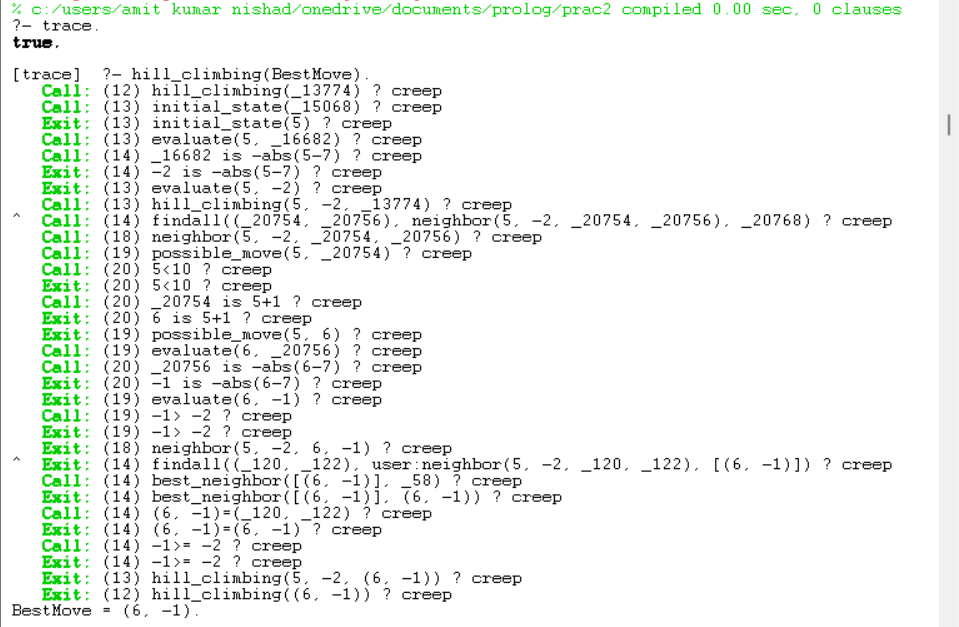 % c:/users/amit kumar nishad/onedrive/documents/prolog/prac2 compiled 0.00 sec, 0 clauses
?- trace.
true.
[trace]  ?- hill_climbing(BestMove).
Call: (12) hill_climbing(_13774) ? creep
Call: (13) initial_state(_15068) ? creep
Exit: (13) initial_state(5) ? creep
Call: (13) evaluate(5, _16682) ? creep
Call: (14) _16682 is -abs(5-7) ? creep
Exit: (14) -2 is -abs(5-7) ? creep
Exit: (13) evaluate(5, -2) ? creep
Call: (13) hill_climbing(5, -2, _13774) ? creep
^ Call: (14) findall((_20754, _20756), neighbor(5, -2, _20754, _20756), _20768) ? creep
Call: (18) neighbor(5, -2, _20754, _20756) ? creep
Call: (19) possible_move(5, _20754) ? creep
Call: (20) 5<10 ? creep
Exit: (20) 5<10 ? creep
Call: (20) _20754 is 5+1 ? creep
Exit: (20) 6 is 5+1 ? creep
Exit: (19) possible_move(5, 6) ? creep
Call: (19) evaluate(6, _20756) ? creep
Call: (20) _20756 is -abs(6-7) ? creep
Exit: (20) -1 is -abs(6-7) ? creep
Exit: (19) evaluate(6, -1) ? creep
Call: (19) -1> -2 ? creep
Exit: (19) -1> -2 ? creep
Exit: (18) neighbor(5, -2, 6, -1) ? creep
^ Exit: (14) findall((_120, _122), user:neighbor(5, -2, _120, _122), [(6, -1)]) ? creep
Call: (14) best_neighbor([(6, -1)], _58) ? creep
Exit: (14) best_neighbor([(6, -1)], (6, -1)) ? creep
Call: (14) (6, -1)=(_120, _122) ? creep
Exit: (14) (6, -1)=(6, -1) ? creep
Call: (14) -1>= -2 ? creep
Exit: (14) -1>= -2 ? creep
Exit: (13) hill_climbing(5, -2, (6, -1)) ? creep
Exit: (12) hill_climbing((6, -1)) ? creep
BestMove = (6, -1).